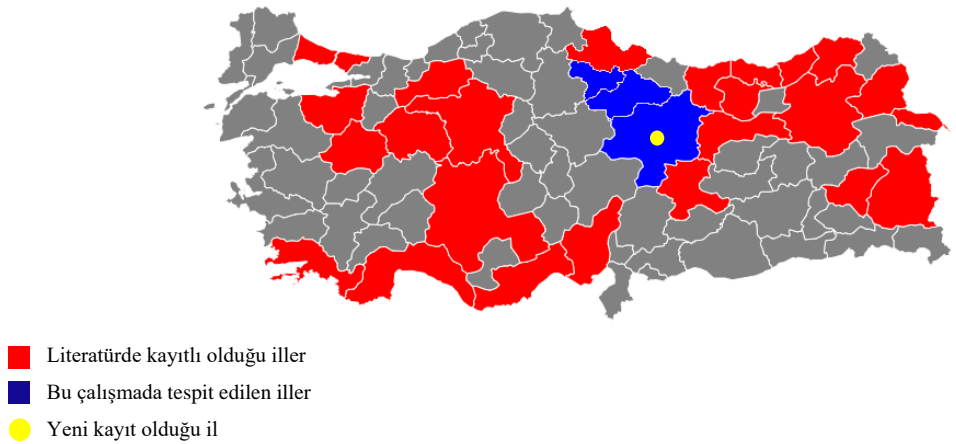 Literatürde kayıtlı olduğu iller
Bu çalışmada tespit edilen iller
Yeni kayıt olduğu il